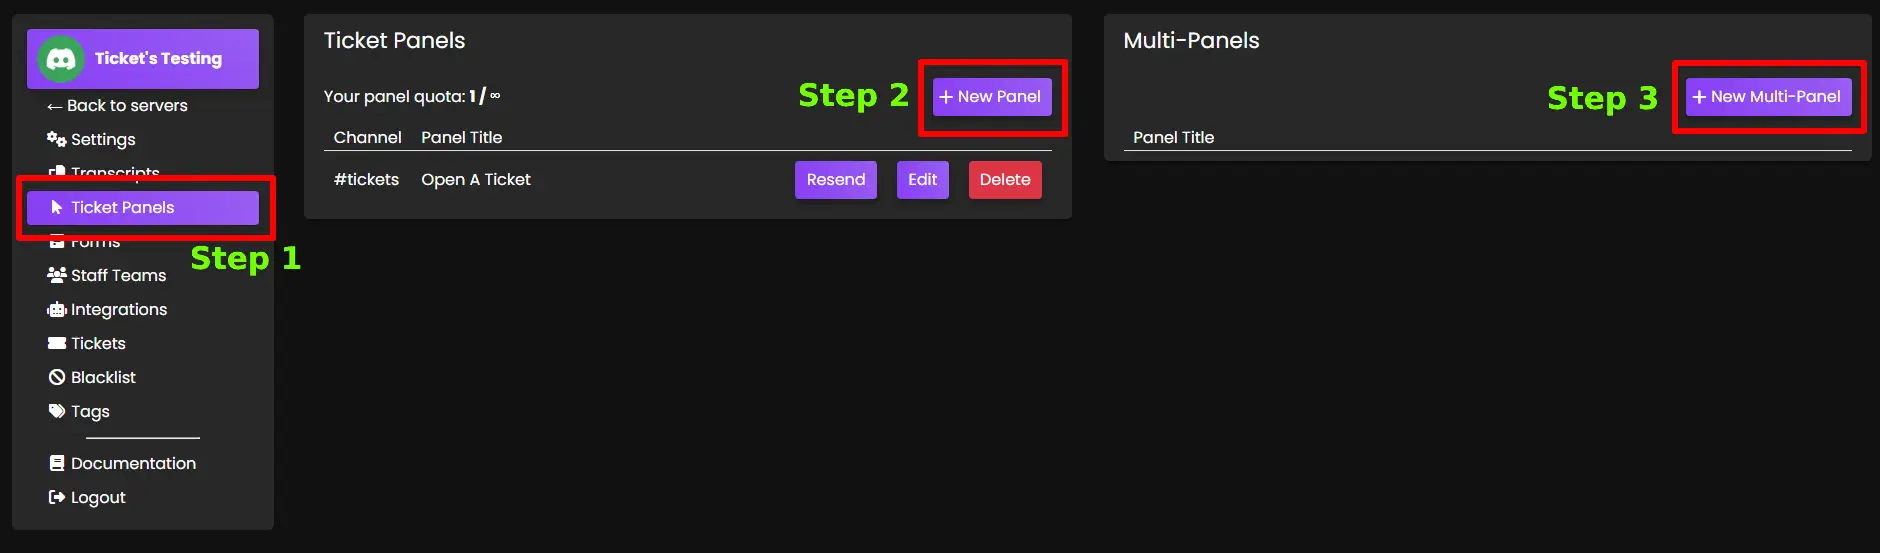 Ticket's Testing
← Back to servers
Settings
Transcripts
Ticket Panels
Forms
Step 1
Staff Teams
Integrations
Tickets
Blacklist
Tags
Documentation
Logout
Ticket Panels
Your panel quota: 1 / ∞
Step 2
+ New Panel
Channel Panel Title
#tickets Open A Ticket Resend Edit Delete
Multi-Panels
Step 3
+ New Multi-Panel
Panel Title